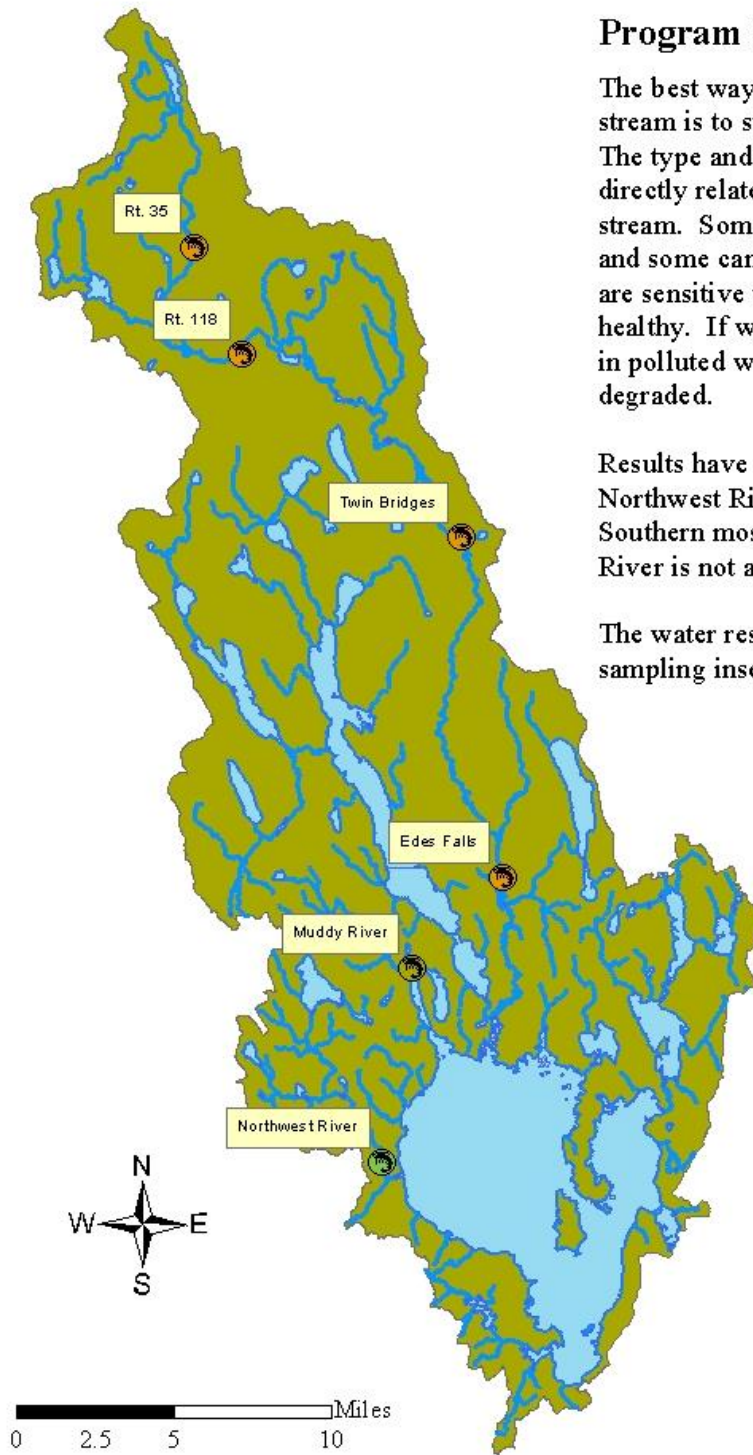 Program
The best way
stream is to s
The type and
directly relate
stream. Som
and some can
are sensitive
healthy. If w
in polluted w
degraded.
Results have
Northwest Ri
Southern mos
River is not a
The water res
sampling inse
Rt. 35
Rt. 118
Twin Bridges
Edes Falls
Muddy River
Northwest River
N
W
E
S
Miles
0
2.5
5
10